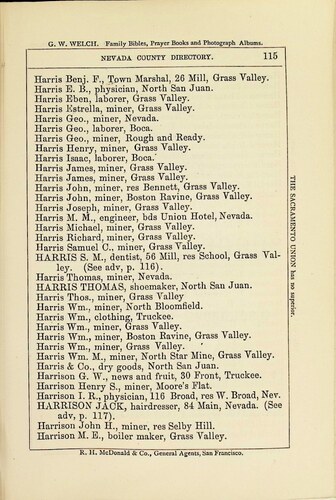 G. W. WELCH. Family Bibles, Prayer Books and Photograph Albums.
NEVADA COUNTY DIRECTORY. 115
Harris Benj. F., Town Marshal, 26 Mill, Grass Valley.
Harris E. B., physician, North San Juan.
Harris Eben, laborer, Grass Valley.
Harris Estrella, miner, Grass Valley.
Harris Geo., miner, Nevada.
Harris Geo., laborer, Boca.
Harris Geo., miner, Rough and Ready.
Harris Henry, miner, Grass Valley.
Harris Isaac, laborer, Boca.
Harris James, miner, Grass Valley.
Harris James, miner, Grass Valley.
Harris John, miner, res Bennett, Grass Valley.
Harris John, miner, Boston Ravine, Grass Valley.
Harris Joseph, miner, Grass Valley.
Harris M. M., engineer, bds Union Hotel, Nevada.
Harris Michael, miner, Grass Valley.
Harris Richard, miner, Grass Valley.
Harris Samuel C., miner, Grass Valley.
HARRIS S. M., dentist, 56 Mill, res School, Grass Val-
ley. (See adv, p. 116).
Harris Thomas, miner, Nevada.
HARRIS THOMAS, shoemaker, North San Juan.
Harris Thos., miner, Grass Valley
Harris Wm., miner, North Bloomfield.
Harris Wm., clothing, Truckee.
Harris Wm., miner, Grass Valley.
Harris Wm., miner, Boston Ravine, Grass Valley.
Harris Wm., miner, Grass Valley.
Harris Wm. M., miner, North Star Mine, Grass Valley.
Harris & Co., dry goods, North San Juan.
Harrison G. W., news and fruit, 30 Front, Truckee.
Harrison Henry S., miner, Moore's Flat.
Harrison I. R., physician, 116 Broad, res W. Broad, Nev.
HARRISON JACK, hairdresser, 84 Main, Nevada. (See
adv, p. 117).
Harrison John H., miner, res Selby Hill.
Harrison M. E., boiler maker, Grass Valley.
THE SACRAMENTO UNION has no superior.
R. H. McDonald & Co., General Agents, San Francisco.